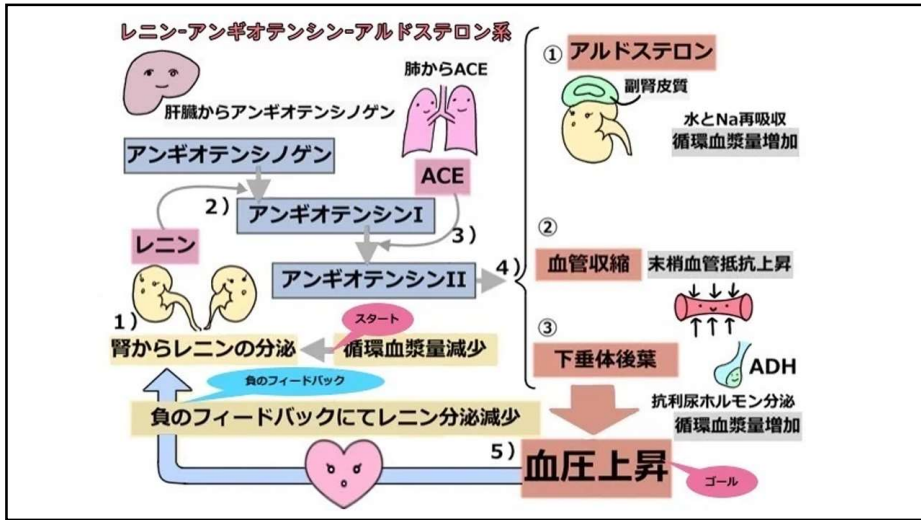 レニン-アンギオテンシン-アルドステロン系
肝臓からアンギオテンシノゲン
肺からACE
アンギオテンシノゲン
ACE
2)
アンギオテンシンI
3)
レニン
アンギオテンシンII
4)
1)
スタート
腎からレニンの分泌
循環血漿量減少
負のフィードバック
負のフィードバックにてレニン分泌減少
① アルドステロン
副腎皮質
水とNa再吸収
循環血漿量増加
②
血管収縮
末梢血管抵抗上昇
③
下垂体後葉
ADH
抗利尿ホルモン分泌
循環血漿量増加
5)
血圧上昇
ゴール